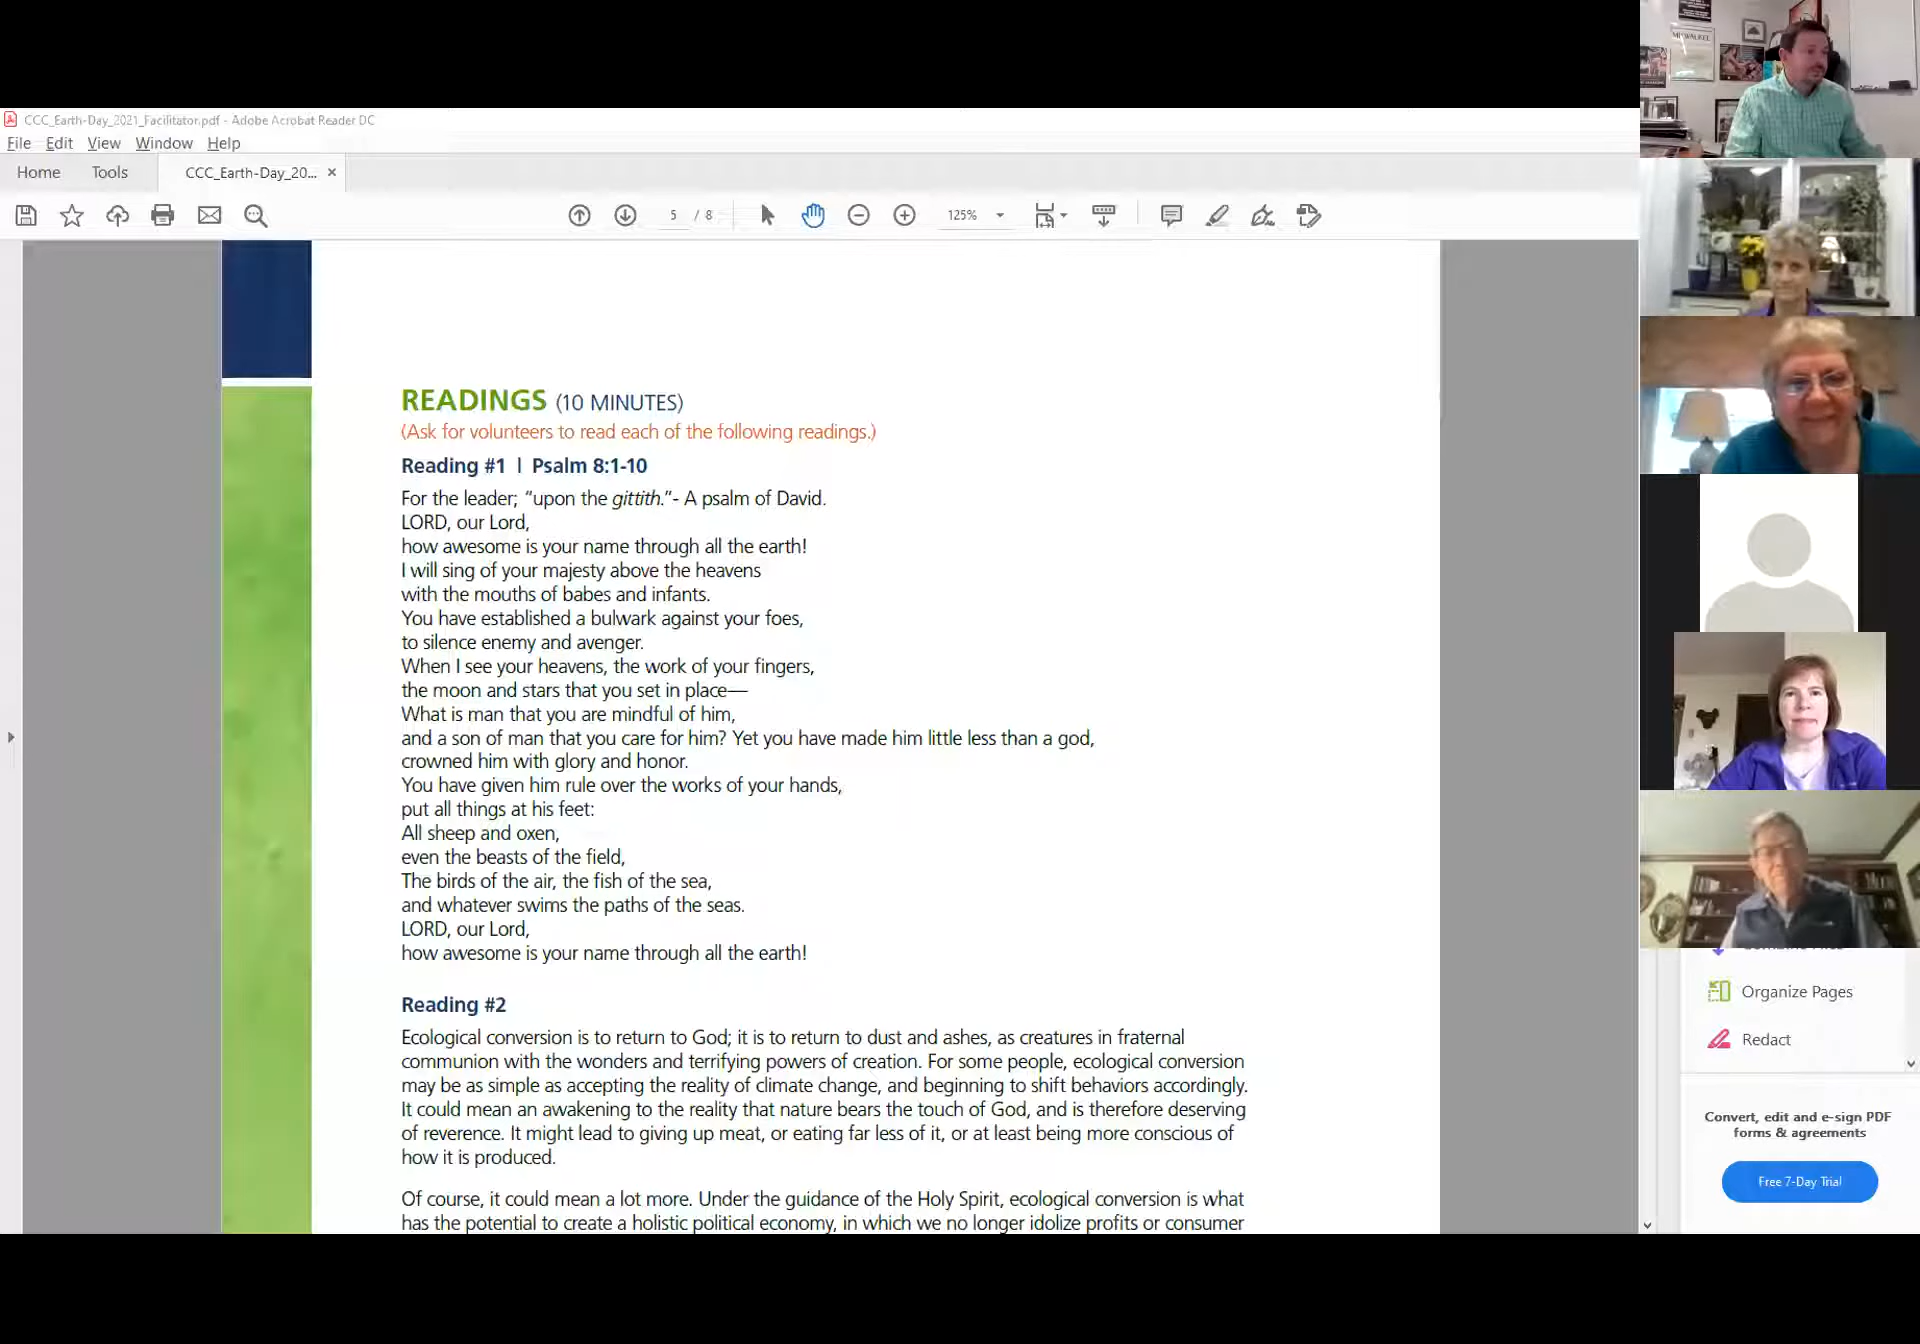 CCC_Earth-Day_2021_Facilitator.pdf - Adobe Acrobat Reader DC
File Edit View Window Help
Home Tools CCC_Earth-Day_20... ×
5 / 8 125%
READINGS (10 MINUTES)
(Ask for volunteers to read each of the following readings.)
Reading #1 | Psalm 8:1-10
For the leader; “upon the gittith.”- A psalm of David.
LORD, our Lord,
how awesome is your name through all the earth!
I will sing of your majesty above the heavens
with the mouths of babes and infants.
You have established a bulwark against your foes,
to silence enemy and avenger.
When I see your heavens, the work of your fingers,
the moon and stars that you set in place—
What is man that you are mindful of him,
and a son of man that you care for him? Yet you have made him little less than a god,
crowned him with glory and honor.
You have given him rule over the works of your hands,
put all things at his feet:
All sheep and oxen,
even the beasts of the field,
The birds of the air, the fish of the sea,
and whatever swims the paths of the seas.
LORD, our Lord,
how awesome is your name through all the earth!
Reading #2
Ecological conversion is to return to God; it is to return to dust and ashes, as creatures in fraternal
communion with the wonders and terrifying powers of creation. For some people, ecological conversion
may be as simple as accepting the reality of climate change, and beginning to shift behaviors accordingly.
It could mean an awakening to the reality that nature bears the touch of God, and is therefore deserving
of reverence. It might lead to giving up meat, or eating far less of it, or at least being more conscious of
how it is produced.
Of course, it could mean a lot more. Under the guidance of the Holy Spirit, ecological conversion is what
has the potential to create a holistic political economy, in which we no longer idolize profits or consumer
Organize Pages
Redact
Convert, edit and e-sign PDF
forms & agreements
Free 7-Day Trial